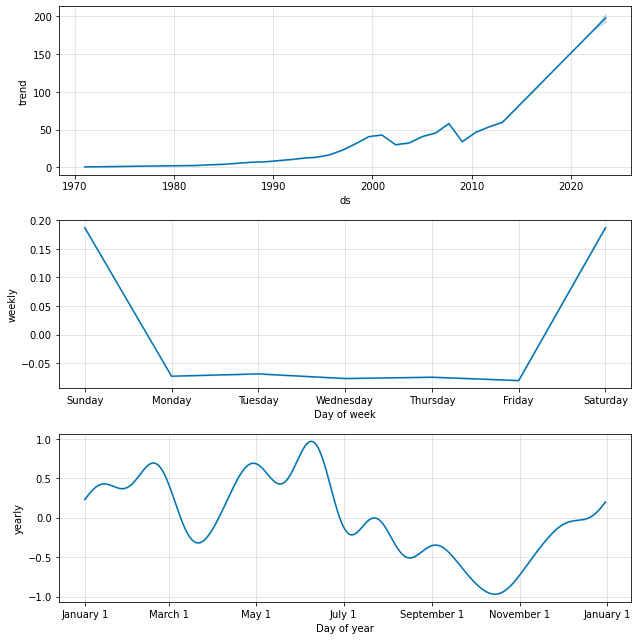 200
150
100
50
0
trend
1970 1980 1990 2000 2010 2020
ds
0.20
0.15
0.10
0.05
0.00
−0.05
weekly
Sunday Monday Tuesday Wednesday Thursday Friday Saturday
Day of week
1.0
0.5
0.0
−0.5
−1.0
yearly
January 1 March 1 May 1 July 1 September 1 November 1 January 1
Day of year